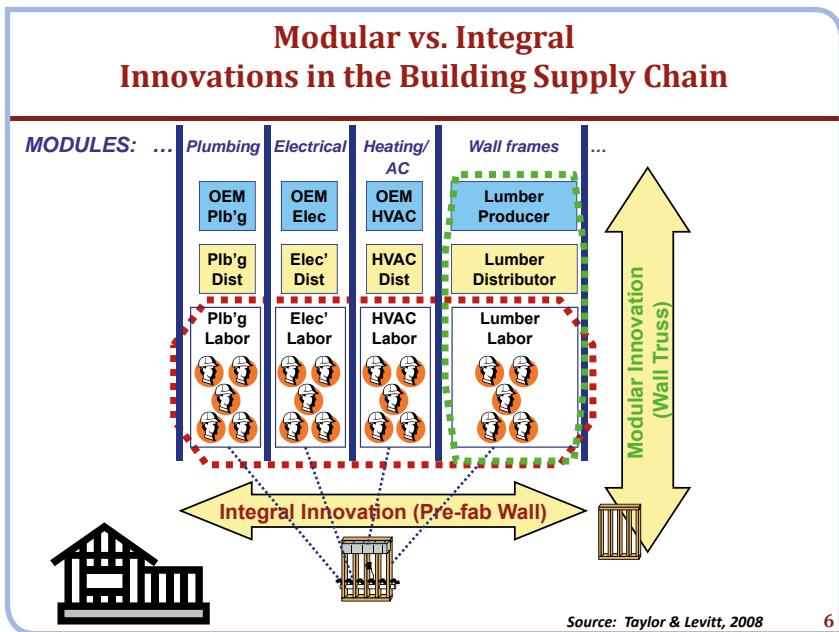 Modular vs. Integral
Innovations in the Building Supply Chain
MODULES: … Plumbing Electrical Heating/ Wall frames …
AC
OEM OEM OEM Lumber
Plb'g Elec HVAC Producer
Plb'g Elec' HVAC Lumber
Dist Dist Dist Distributor
Plb'g Elec' HVAC Lumber
Labor Labor Labor Labor
Modular Innovation
(Wall Truss)
Integral Innovation (Pre-fab Wall)
Source: Taylor & Levitt, 2008 6